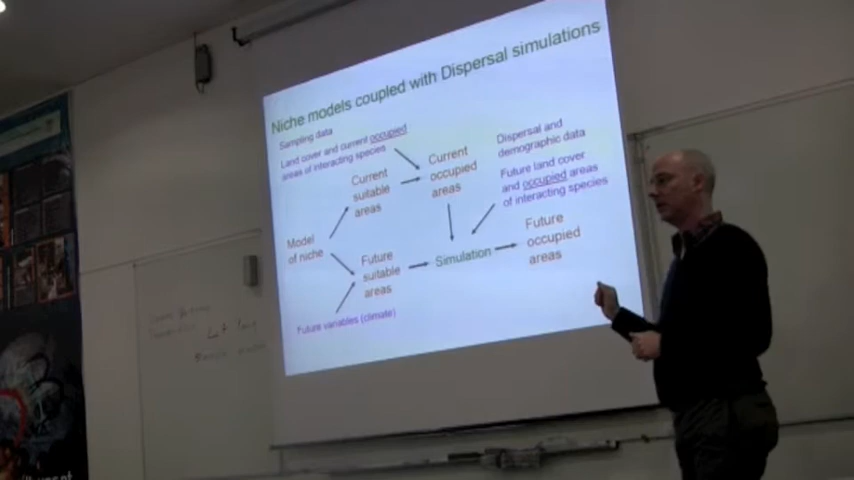 Niche models coupled with Dispersal simulations
Sampling data
Land cover and current occupied
areas of interacting species
Current
suitable
areas
Current
occupied
areas
Dispersal and
demographic data
Future land cover
and occupied areas
of interacting species
Model
of niche
Future
suitable
areas
Simulation
Future
occupied
areas
Future variables (climate)